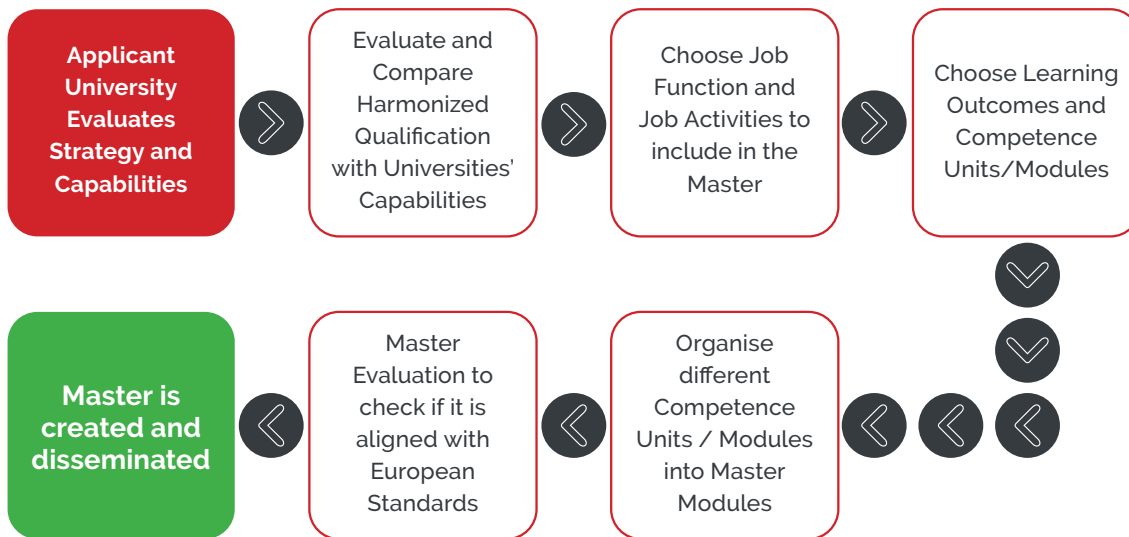 Applicant
University
Evaluates
Strategy and
Capabilities
Evaluate and
Compare
Harmonized
Qualification
with Universities’
Capabilities
Choose Job
Function and
Job Activities to
include in the
Master
Choose Learning
Outcomes and
Competence
Units/Modules
Organise
different
Competence
Units / Modules
into Master
Modules
Master
Evaluation to
check if it is
aligned with
European
Standards
Master is
created and
disseminated